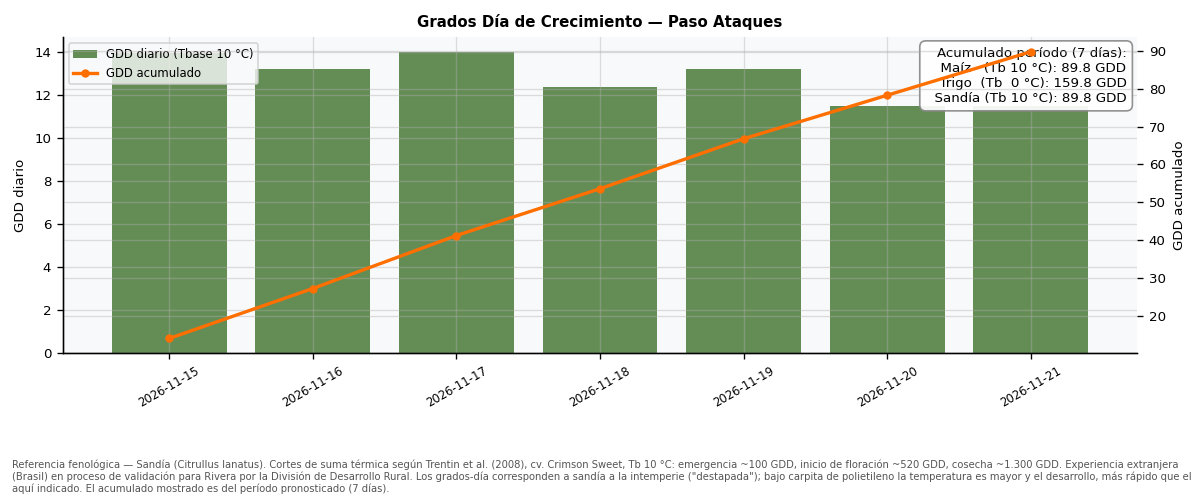 Grados Día de Crecimiento — Paso Ataques
GDD diario (Tbase 10 °C)
GDD acumulado
Acumulado período (7 días):
Maíz (Tb 10 °C): 89.8 GDD
Trigo (Tb 0 °C): 159.8 GDD
Sandía (Tb 10 °C): 89.8 GDD
GDD diario
14
12
10
8
6
4
2
0
90
80
70
60
50
40
30
20
GDD acumulado
2026-11-15
2026-11-16
2026-11-17
2026-11-18
2026-11-19
2026-11-20
2026-11-21
Referencia fenológica — Sandía (Citrullus lanatus). Cortes de suma térmica según Trentin et al. (2008), cv. Crimson Sweet, Tb 10 °C: emergencia ~100 GDD, inicio de floración ~520 GDD, cosecha ~1.300 GDD. Experiencia extranjera
(Brasil) en proceso de validación para Rivera por la División de Desarrollo Rural. Los grados-día corresponden a sandía a la intemperie ("destapada"); bajo carpita de polietileno la temperatura es mayor y el desarrollo, más rápido que el
aquí indicado. El acumulado mostrado es del período pronosticado (7 días).